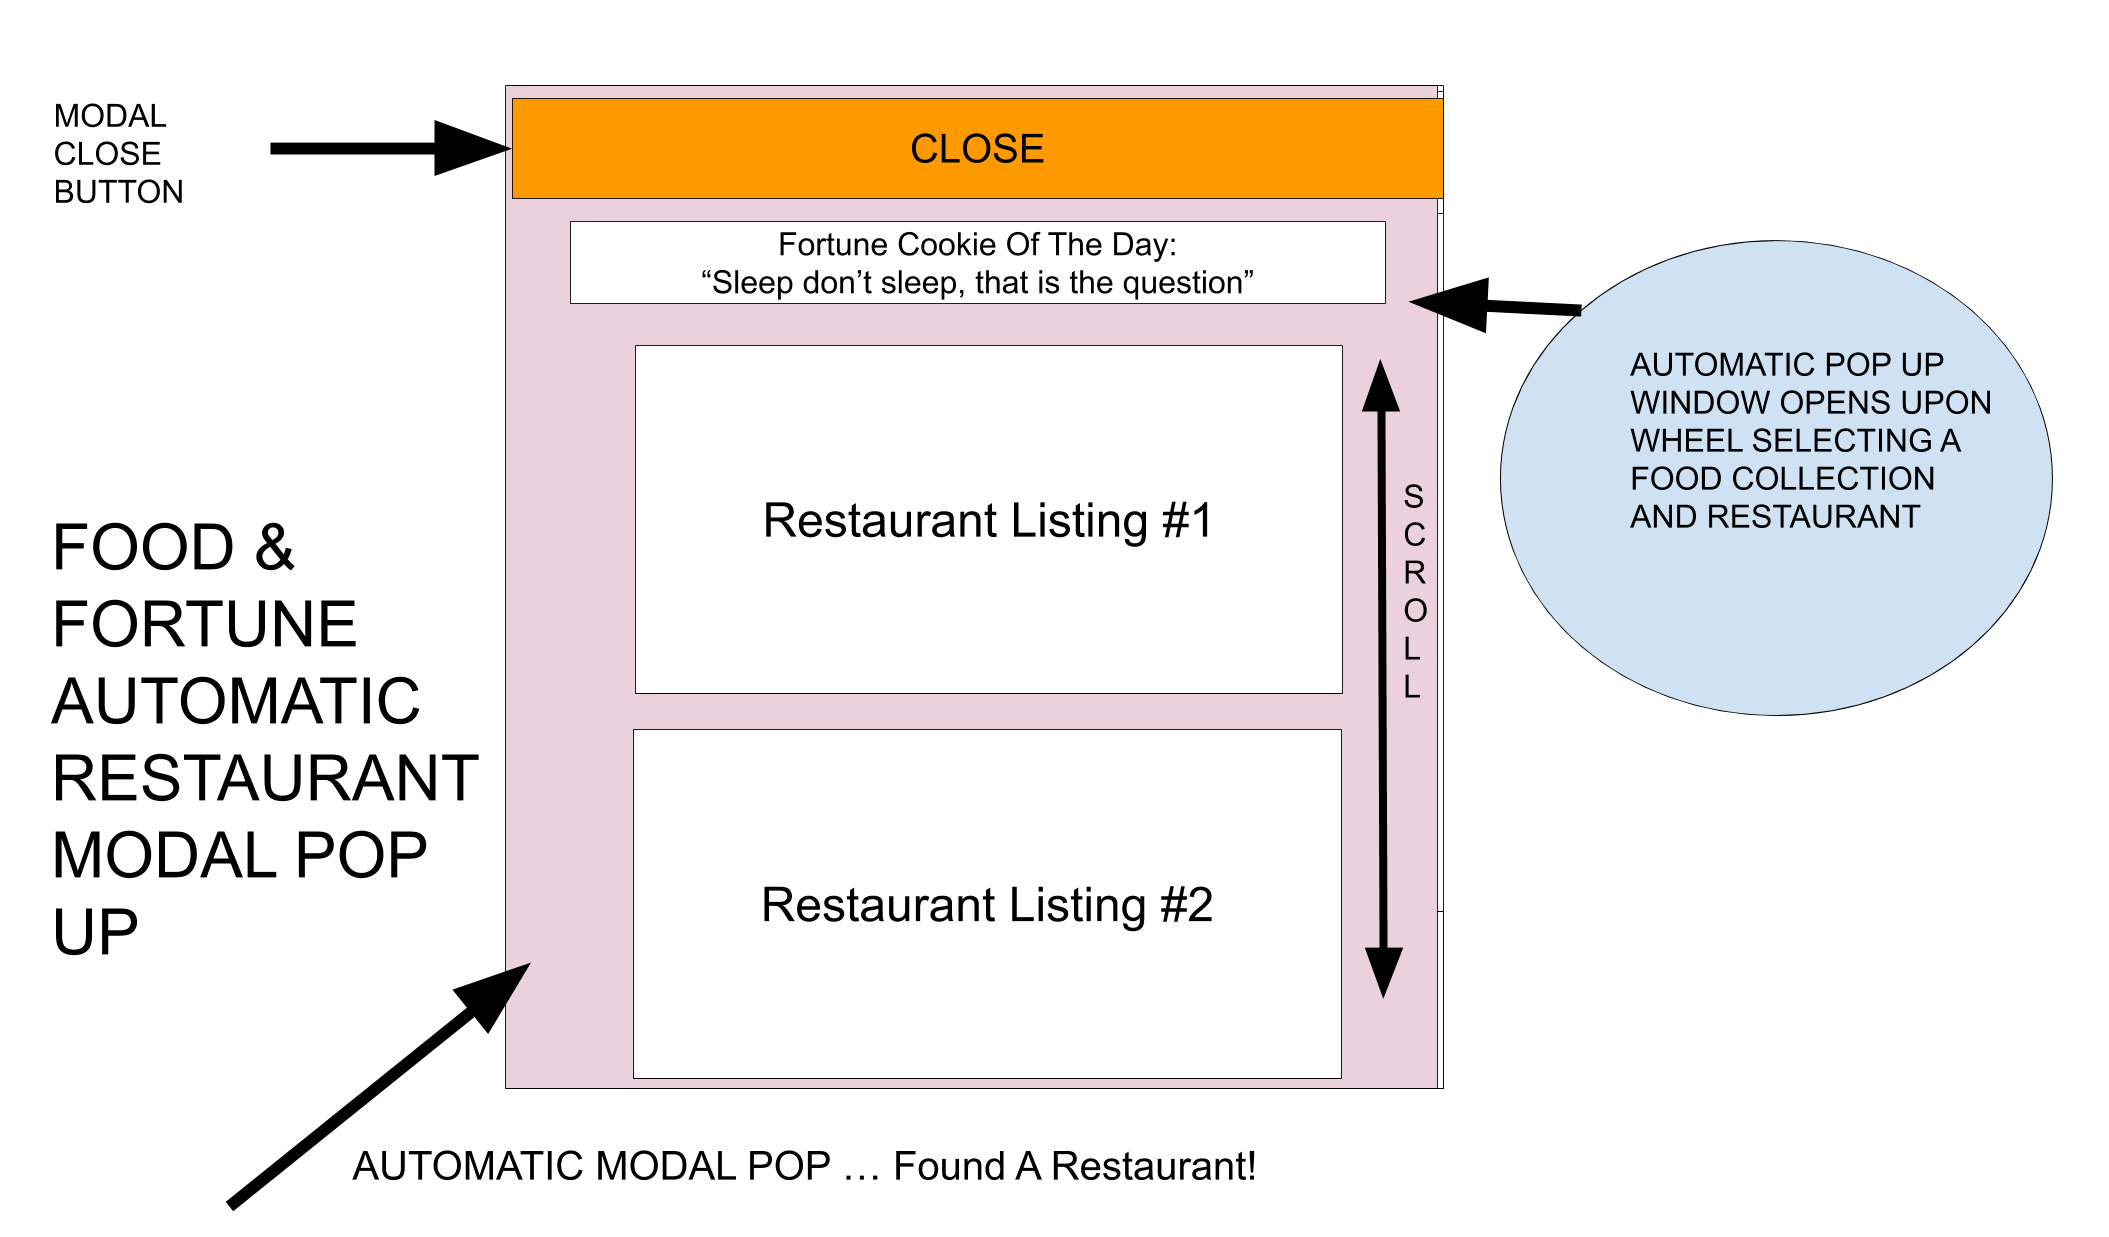 MODAL
CLOSE
BUTTON
CLOSE
Fortune Cookie Of The Day:
“Sleep don’t sleep, that is the question”
AUTOMATIC POP UP
WINDOW OPENS UPON
WHEEL SELECTING A
FOOD COLLECTION
AND RESTAURANT
FOOD &
FORTUNE
AUTOMATIC
RESTAURANT
MODAL POP
UP
Restaurant Listing #1
S
C
R
O
L
L
Restaurant Listing #2
AUTOMATIC MODAL POP … Found A Restaurant!